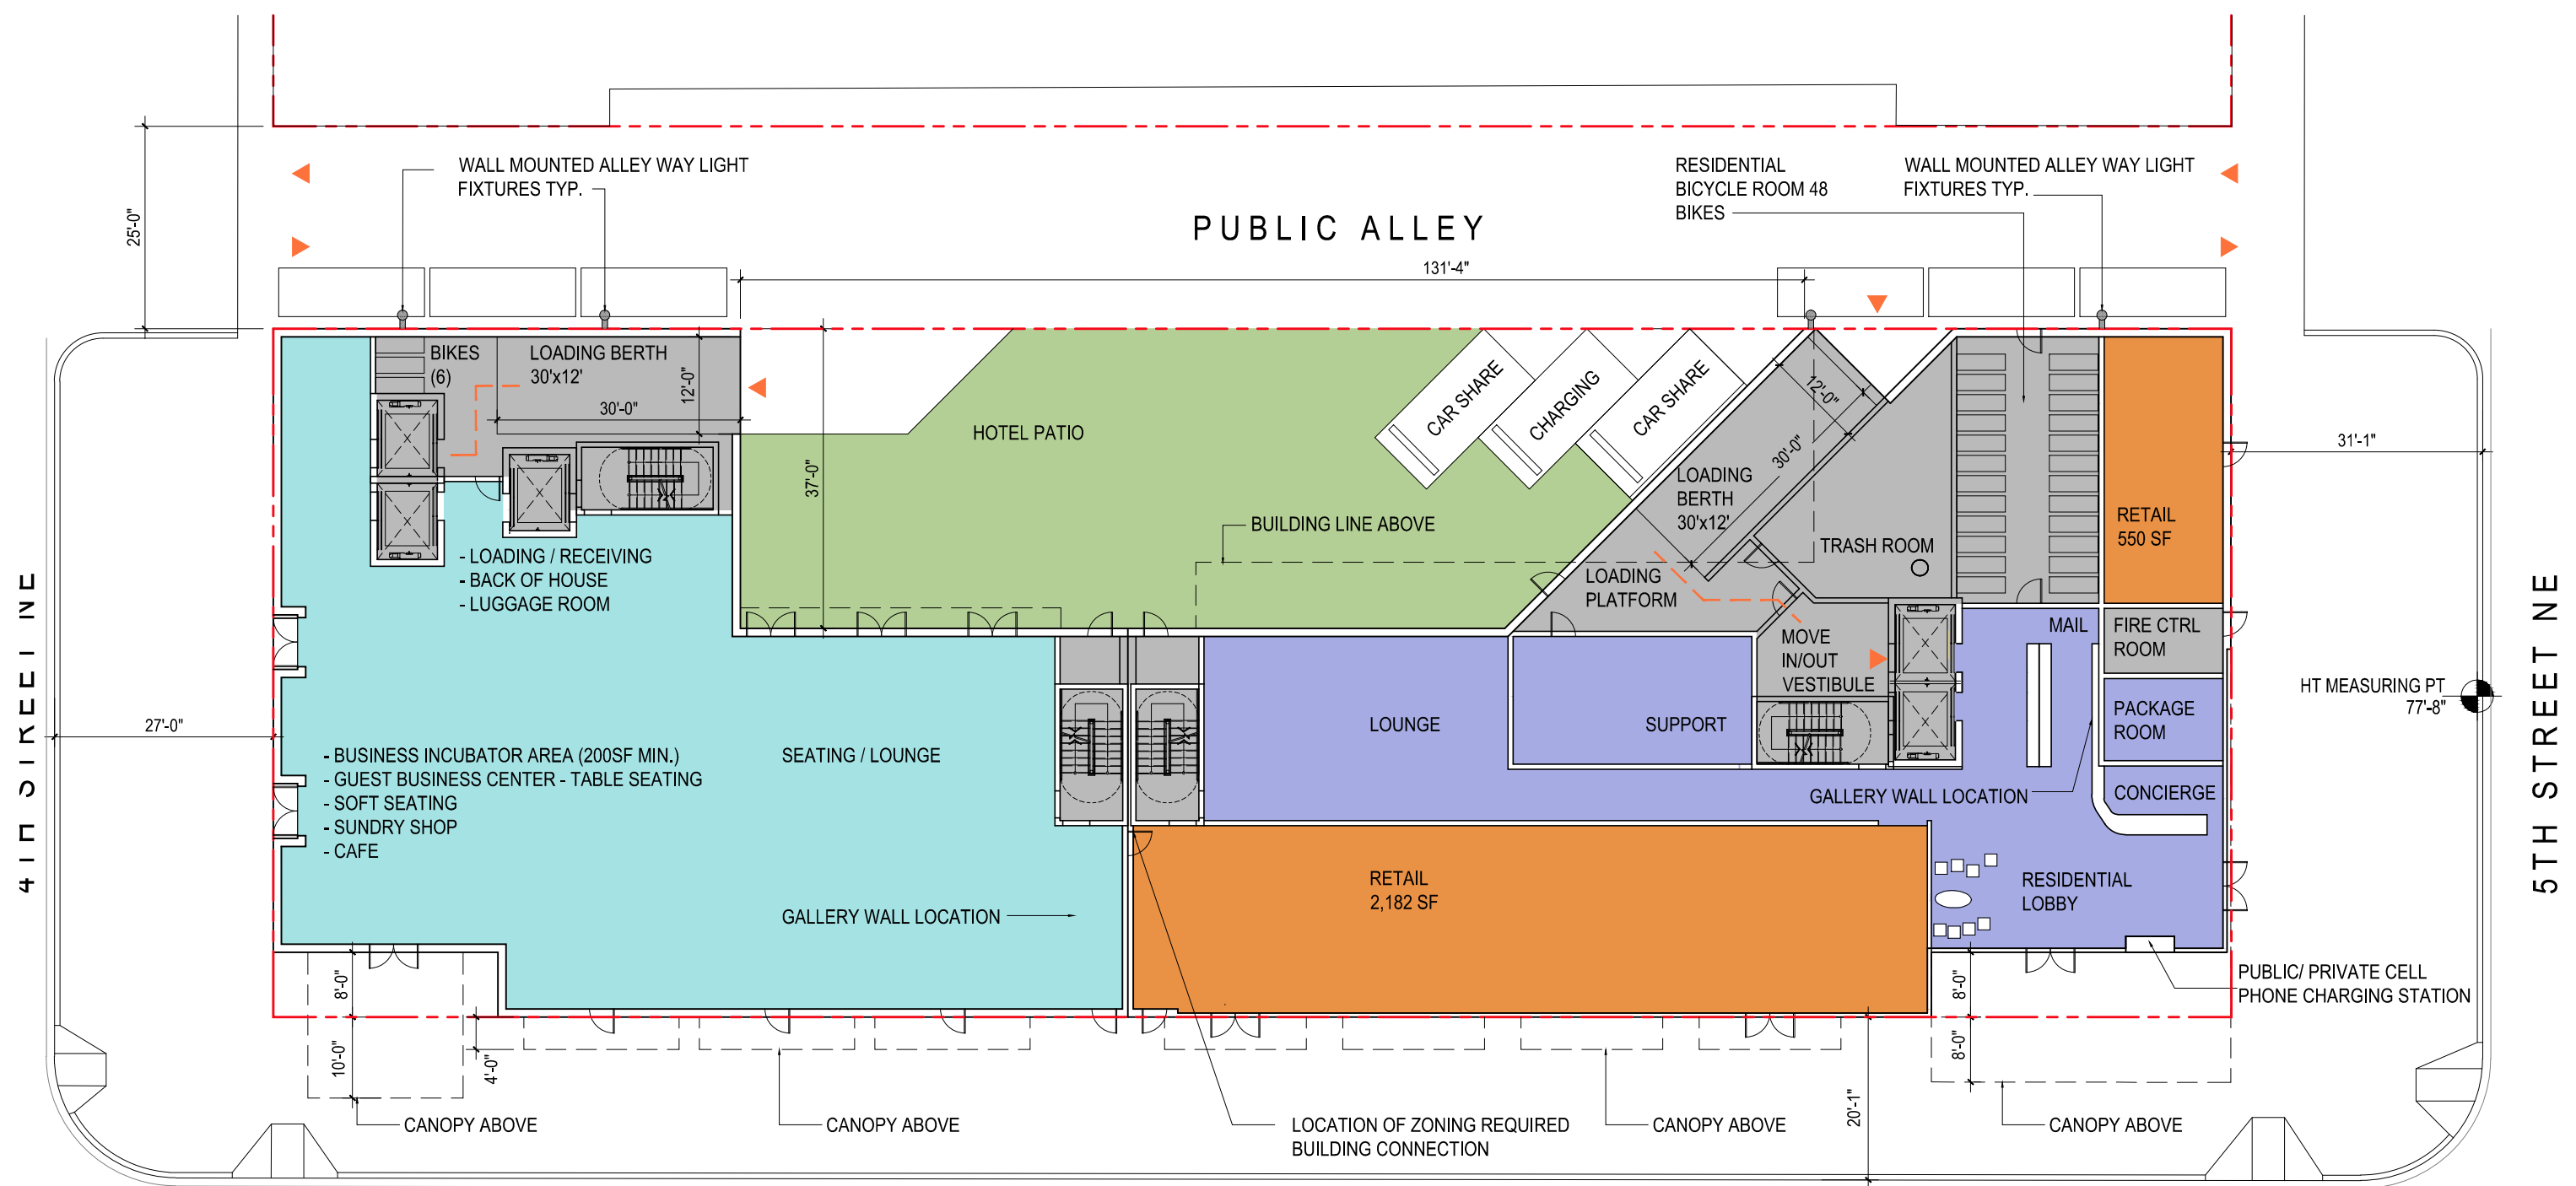 WALL MOUNTED ALLEY WAY LIGHT
FIXTURES TYP.
RESIDENTIAL
BICYCLE ROOM 48
BIKES
WALL MOUNTED ALLEY WAY LIGHT
FIXTURES TYP.
25'-0"
PUBLIC ALLEY
131'-4"
BIKES
(6)
LOADING BERTH
30'x12'
30'-0"
12'-0"
37'-0"
HOTEL PATIO
CAR SHARE
CHARGING
CAR SHARE
12'-0"
30'-0"
LOADING
BERTH
30'x12'
31'-1"
BUILDING LINE ABOVE
RETAIL
550 SF
TRASH ROOM
- LOADING / RECEIVING
- BACK OF HOUSE
- LUGGAGE ROOM
LOADING
PLATFORM
MOVE
IN/OUT
VESTIBULE
MAIL
FIRE CTRL
ROOM
4TH STREET NE
5TH STREET NE
HT MEASURING PT
77'-8"
27'-0"
LOUNGE
SUPPORT
PACKAGE
ROOM
- BUSINESS INCUBATOR AREA (200SF MIN.)
- GUEST BUSINESS CENTER - TABLE SEATING
- SOFT SEATING
- SUNDRY SHOP
- CAFE
SEATING / LOUNGE
GALLERY WALL LOCATION
CONCIERGE
RETAIL
2,182 SF
RESIDENTIAL
LOBBY
GALLERY WALL LOCATION
PUBLIC/ PRIVATE CELL
PHONE CHARGING STATION
8'-0"
10'-0"
4'-0"
8'-0"
8'-0"
20'-1"
CANOPY ABOVE
CANOPY ABOVE
LOCATION OF ZONING REQUIRED
BUILDING CONNECTION
CANOPY ABOVE
CANOPY ABOVE